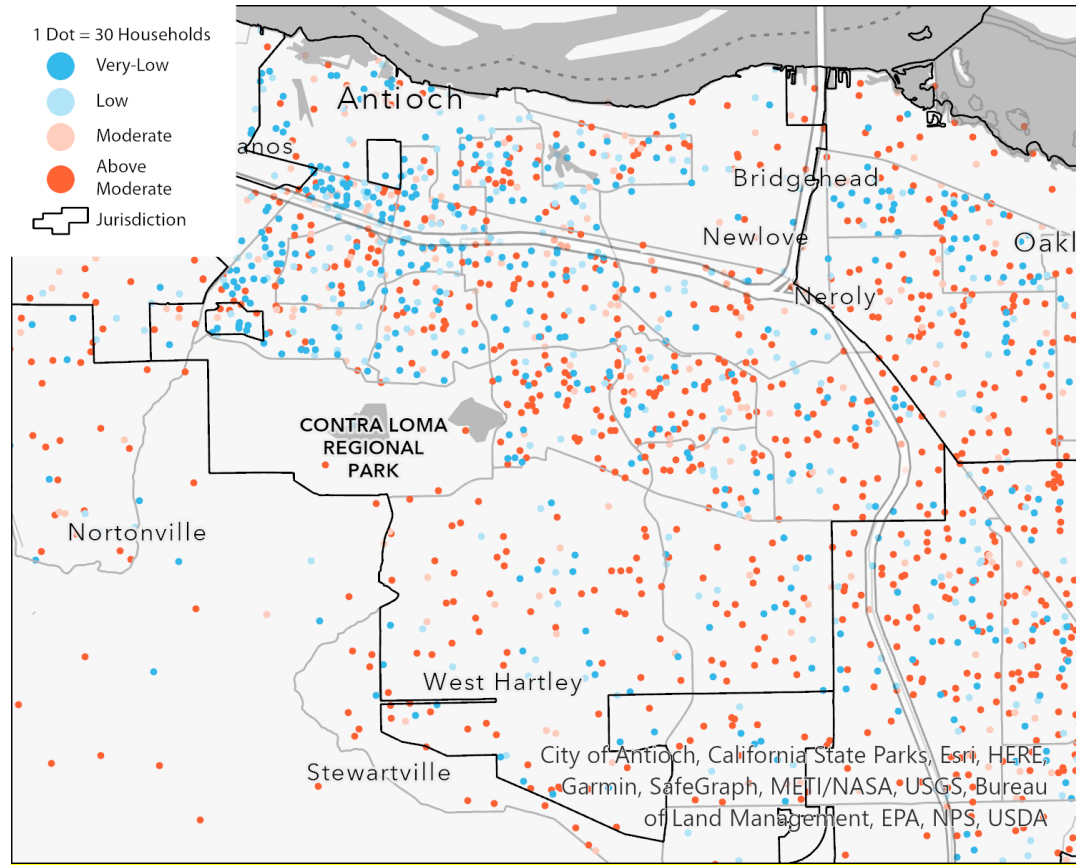 1 Dot = 30 Households
Very-Low
Low
Moderate
Above
Moderate
Jurisdiction
Antioch
anos
Bridgehead
Newlove
Oakl
Neroly
CONTRA LOMA
REGIONAL
PARK
Nortonville
West Hartley
Stewartville
City of Antioch, California State Parks, Esri, HERE,
Garmin, SafeGraph, METI/NASA, USGS, Bureau
of Land Management, EPA, NPS, USDA